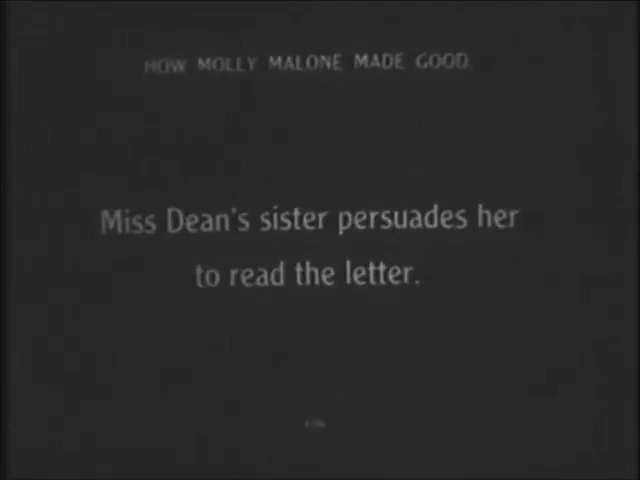 HOW MOLLY MALONE MADE GOOD.
Miss Dean's sister persuades her
to read the letter.